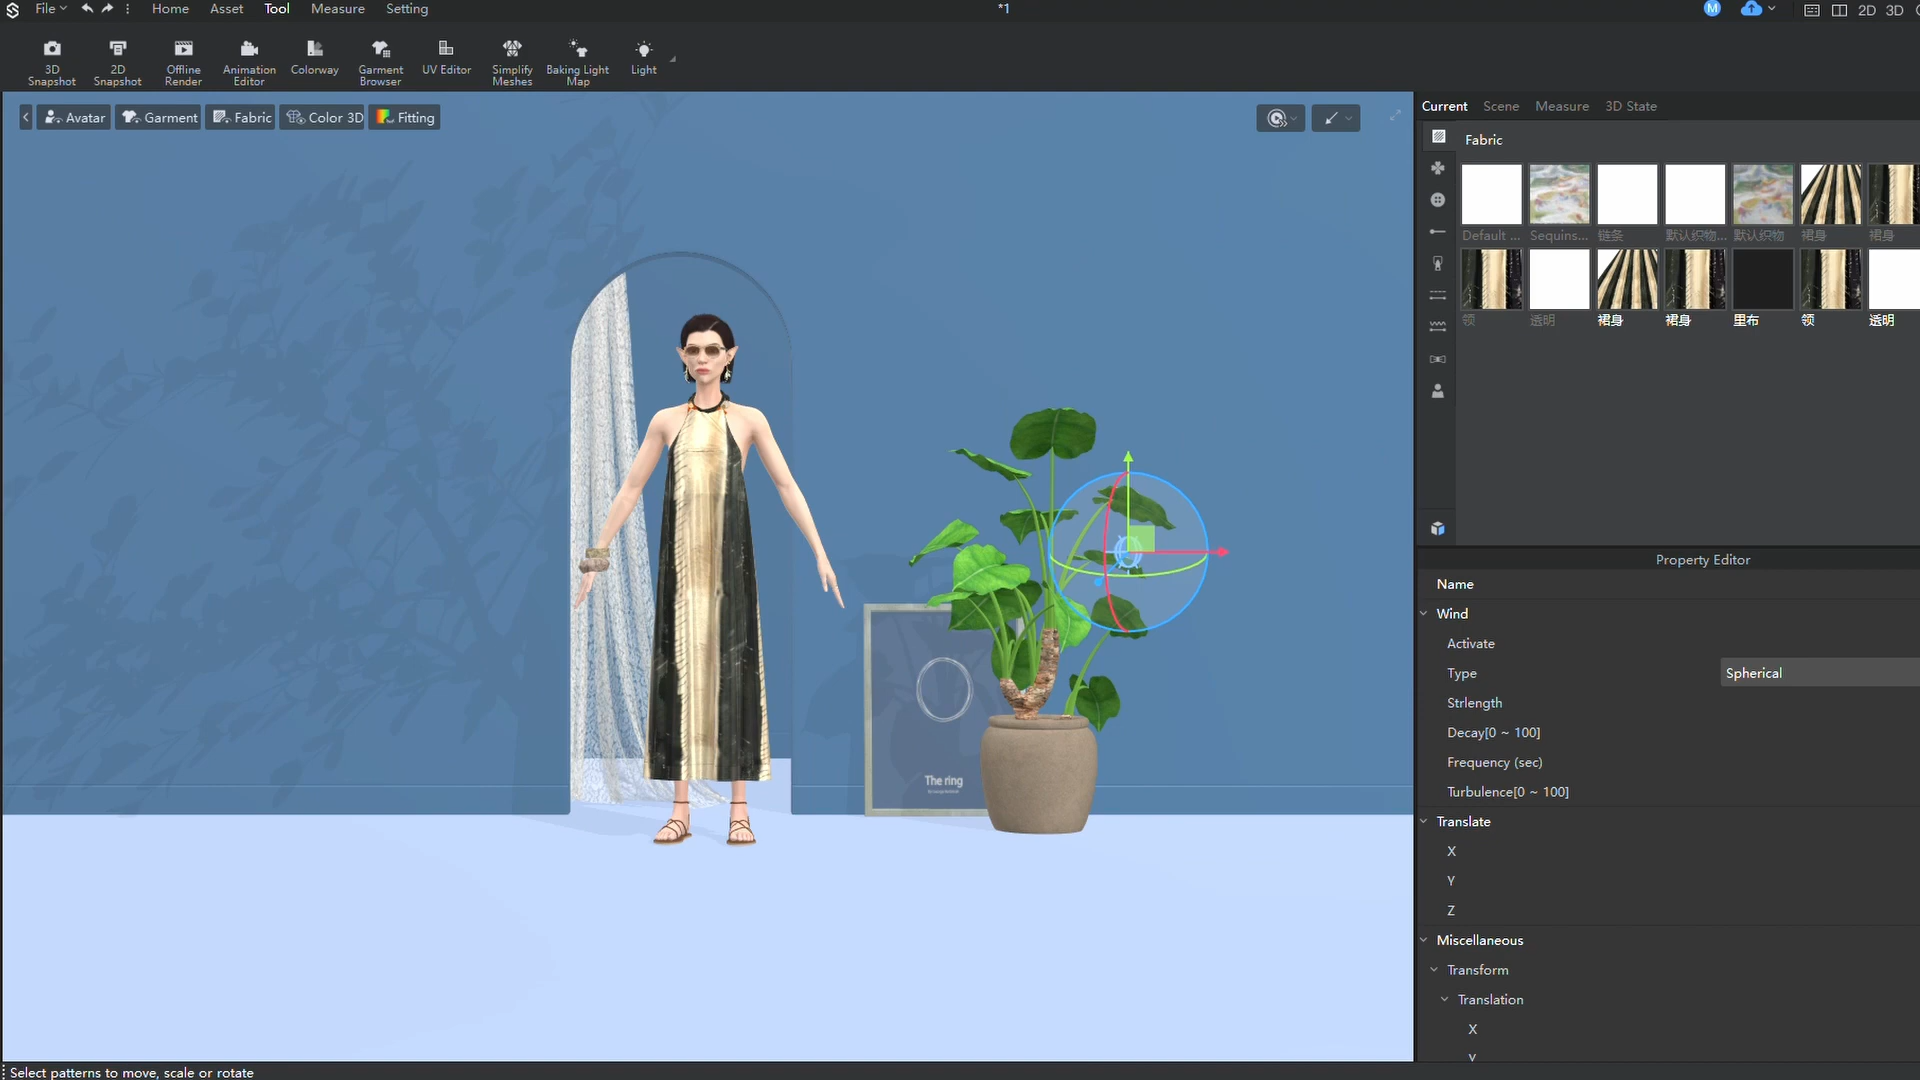 File
Home
Asset
Tool
Measure
Setting
*1
M
2D
3D
3D Snapshot
2D Snapshot
Offline Render
Animation Editor
Colorway
Garment Browser
UV Editor
Simplify Meshes
Baking Light Map
Light
Avatar
Garment
Fabric
Color 3D
Fitting
Current
Scene
Measure
3D State
Fabric
Default ...
Sequins...
链条
默认织物...
默认织物
裙身
裙身
领
透明
裙身
裙身
里布
领
透明
The ring
Property Editor
Name
Wind
Activate
Type
Spherical
Strlength
Decay[0 ~ 100]
Frequency (sec)
Turbulence[0 ~ 100]
Translate
X
Y
Z
Miscellaneous
Transform
Translation
X
Y
Select patterns to move, scale or rotate